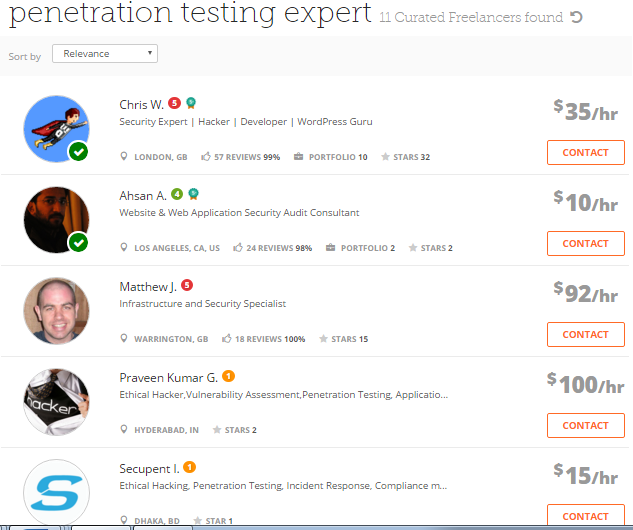 penetration testing expert 11 Curated Freelancers found
Sort by Relevance
Chris W. 5
$35/hr
Security Expert | Hacker | Developer | WordPress Guru
LONDON, GB 57 REVIEWS 99% PORTFOLIO 10 STARS 32
CONTACT
Ahsan A. 4
$10/hr
Website & Web Application Security Audit Consultant
LOS ANGELES, CA, US 24 REVIEWS 98% PORTFOLIO 2 STARS 2
CONTACT
Matthew J. 5
$92/hr
Infrastructure and Security Specialist
WARRINGTON, GB 18 REVIEWS 100% STARS 15
CONTACT
Praveen Kumar G. 1
$100/hr
Ethical Hacker,Vulnerability Assessment,Penetration Testing, Applicatio...
hacker
HYDERABAD, IN STARS 2
CONTACT
Secupent I. 1
$15/hr
Ethical Hacking, Penetration Testing, Incident Response, Compliance m...
S
DHAKA, BD STAR 1
CONTACT